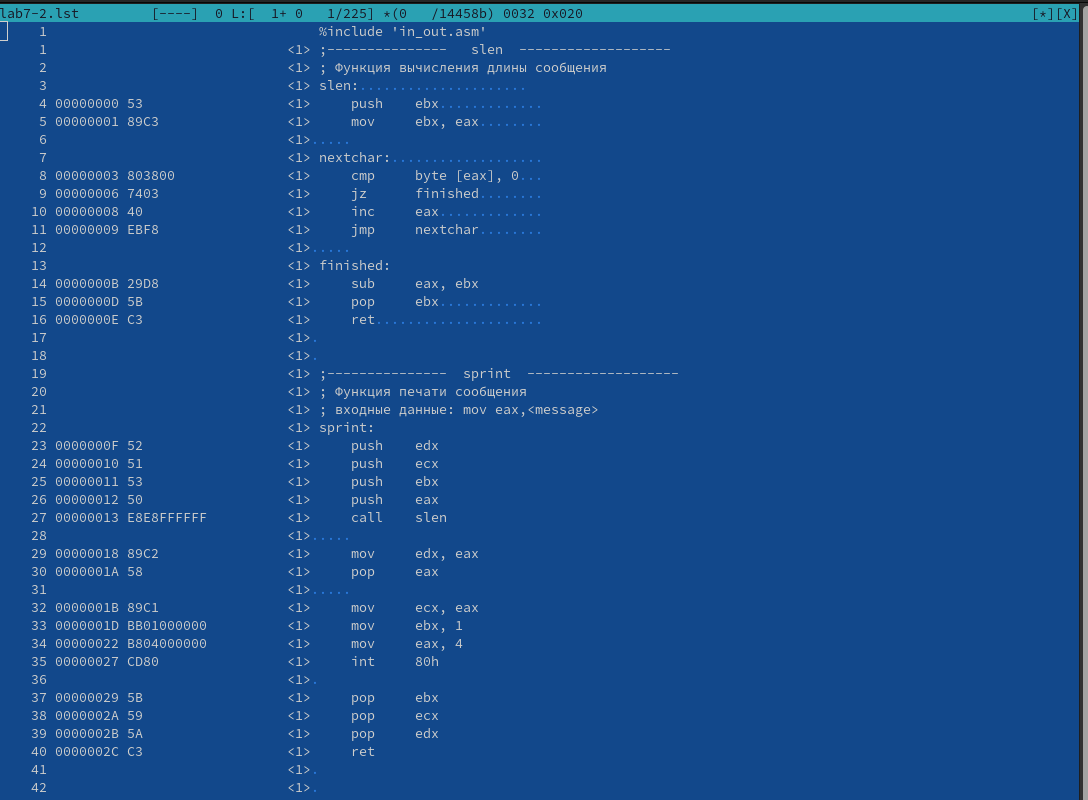 lab7-2.lst         [----]  0 L:[  1+ 0   1/225] *(0   /14458b) 0032 0x020                                                        [*][X]
     1                                  %include 'in_out.asm'
     1                              <1> ;---------------   slen  -------------------
     2                              <1> ; Функция вычисления длины сообщения
     3                              <1> slen:.....................
     4 00000000 53                  <1>     push    ebx.............
     5 00000001 89C3                <1>     mov     ebx, eax........
     6                              <1>.....
     7                              <1> nextchar:...................
     8 00000003 803800              <1>     cmp     byte [eax], 0...
     9 00000006 7403                <1>     jz      finished........
    10 00000008 40                  <1>     inc     eax.............
    11 00000009 EBF8                <1>     jmp     nextchar........
    12                              <1>.....
    13                              <1> finished:
    14 0000000B 29D8                <1>     sub     eax, ebx
    15 0000000D 5B                  <1>     pop     ebx.............
    16 0000000E C3                  <1>     ret.....................
    17                              <1>.
    18                              <1>.
    19                              <1> ;---------------  sprint  -------------------
    20                              <1> ; Функция печати сообщения
    21                              <1> ; входные данные: mov eax,<message>
    22                              <1> sprint:
    23 0000000F 52                  <1>     push    edx
    24 00000010 51                  <1>     push    ecx
    25 00000011 53                  <1>     push    ebx
    26 00000012 50                  <1>     push    eax
    27 00000013 E8E8FFFFFF          <1>     call    slen
    28                              <1>.....
    29 00000018 89C2                <1>     mov     edx, eax
    30 0000001A 58                  <1>     pop     eax
    31                              <1>.....
    32 0000001B 89C1                <1>     mov     ecx, eax
    33 0000001D BB01000000          <1>     mov     ebx, 1
    34 00000022 B804000000          <1>     mov     eax, 4
    35 00000027 CD80                <1>     int     80h
    36                              <1>.
    37 00000029 5B                  <1>     pop     ebx
    38 0000002A 59                  <1>     pop     ecx
    39 0000002B 5A                  <1>     pop     edx
    40 0000002C C3                  <1>     ret
    41                              <1>.
    42                              <1>.